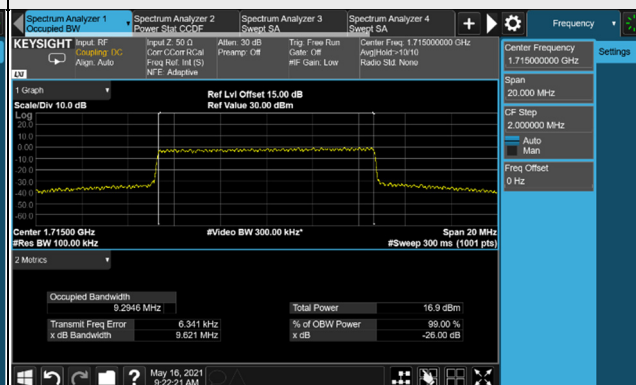 Spectrum Analyzer 1
Occupied BW
Spectrum Analyzer 2
Power Stat CCDF
Spectrum Analyzer 3
Swept SA
Spectrum Analyzer 4
Swept SA
+
Frequency
KEYSIGHT
Input: RF
Coupling: DC
Align: Auto
Input Z: 50 Ω
Corr CCorr RCal
Freq Ref: Int (S)
NFE: Adaptive
Atten: 30 dB
Preamp: Off
Trig: Free Run
Gate: Off
#IF Gain: Low
Center Freq: 1.715000000 GHz
Avg|Hold:>10/10
Radio Std: None
LXI
1 Graph
Scale/Div 10.0 dB
Ref Lvl Offset 15.00 dB
Ref Value 30.00 dBm
Log
20.0
10.0
0.00
-10.0
-20.0
-30.0
-40.0
-50.0
-60.0
Center 1.71500 GHz
#Res BW 100.00 kHz
#Video BW 300.00 kHz*
Span 20 MHz
#Sweep 300 ms (1001 pts)
2 Metrics
Occupied Bandwidth
9.2946 MHz
Transmit Freq Error 6.341 kHz
x dB Bandwidth 9.621 MHz
Total Power 16.9 dBm
% of OBW Power 99.00 %
x dB -26.00 dB
Center Frequency
1.715000000 GHz
Span
20.000 MHz
CF Step
2.000000 MHz
Auto
Man
Freq Offset
0 Hz
Settings
?
May 16, 2021
9:22:21 AM